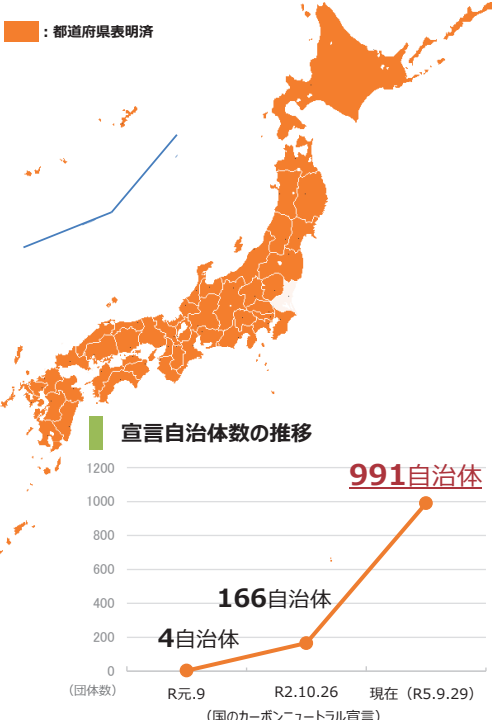 ：都道府県表明済
宣言自治体数の推移
1200
1000
800
600
400
200
0
991自治体
166自治体
4自治体
（団体数）
R元.9
R2.10.26
現在（R5.9.29）
（国のカーボンニュートラル宣言）